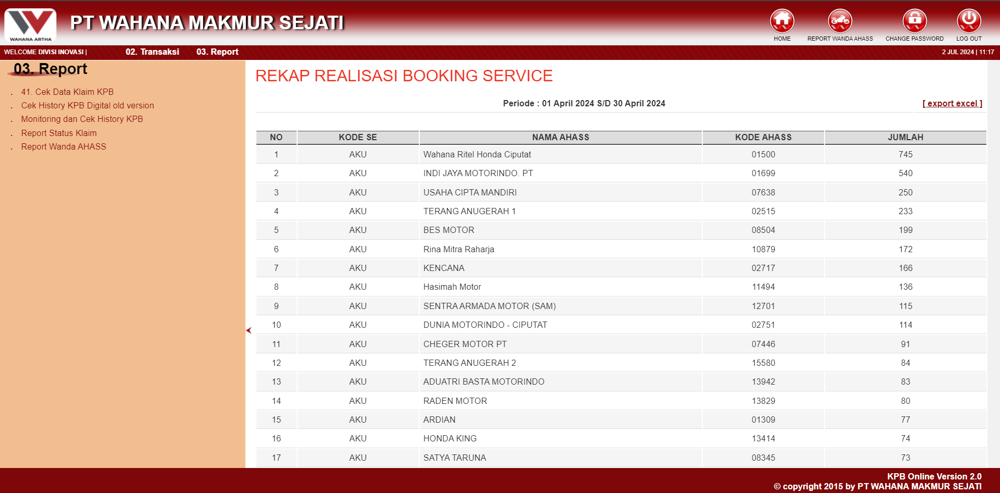 WAHANA ARTHA
PT WAHANA MAKMUR SEJATI
HOME REPORT WANDA AHASS CHANGE PASSWORD LOG OUT
WELCOME DIVISI INOVASI | 02. Transaksi 03. Report 2 JUL 2024 | 11:17
03. Report
. 41. Cek Data Klaim KPB
. Cek History KPB Digital old version
. Monitoring dan Cek History KPB
. Report Status Klaim
. Report Wanda AHASS
REKAP REALISASI BOOKING SERVICE
Periode : 01 April 2024 S/D 30 April 2024 [ export excel ]
NO KODE SE NAMA AHASS KODE AHASS JUMLAH
1 AKU Wahana Ritel Honda Ciputat 01500 745
2 AKU INDI JAYA MOTORINDO. PT 01699 540
3 AKU USAHA CIPTA MANDIRI 07638 250
4 AKU TERANG ANUGERAH 1 02515 233
5 AKU BES MOTOR 08504 199
6 AKU Rina Mitra Raharja 10879 172
7 AKU KENCANA 02717 166
8 AKU Hasimah Motor 11494 136
9 AKU SENTRA ARMADA MOTOR (SAM) 12701 115
10 AKU DUNIA MOTORINDO - CIPUTAT 02751 114
11 AKU CHEGER MOTOR PT 07446 91
12 AKU TERANG ANUGERAH 2 15580 84
13 AKU ADUATRI BASTA MOTORINDO 13942 83
14 AKU RADEN MOTOR 13829 80
15 AKU ARDIAN 01309 77
16 AKU HONDA KING 13414 74
17 AKU SATYA TARUNA 08345 73
KPB Online Version 2.0
© copyright 2015 by PT WAHANA MAKMUR SEJATI